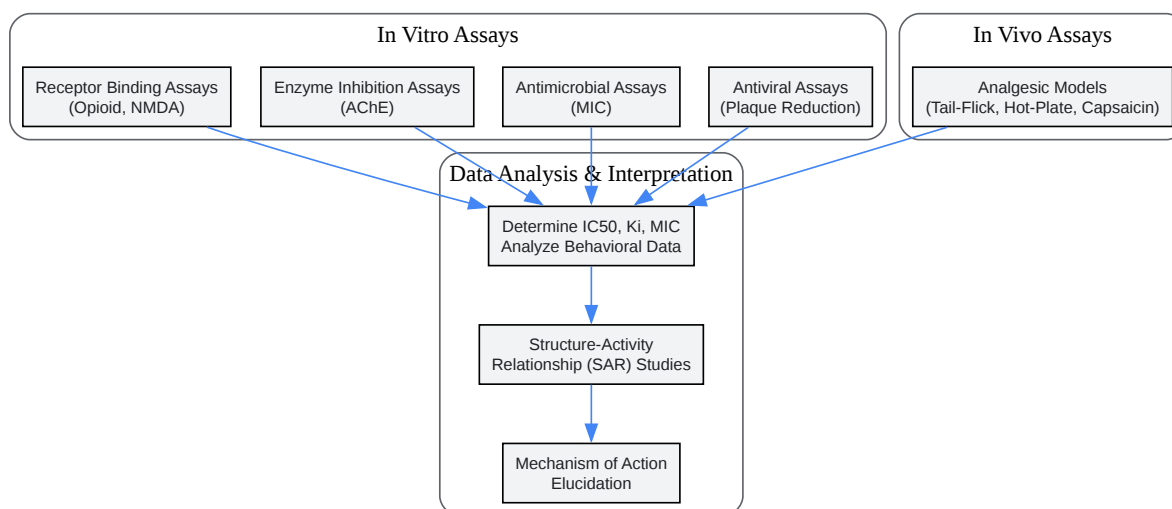 In Vitro Assays
In Vivo Assays
Receptor Binding Assays
(Opioid, NMDA)
Enzyme Inhibition Assays
(AChE)
Antimicrobial Assays
(MIC)
Antiviral Assays
(Plaque Reduction)
Analgesic Models
(Tail-Flick, Hot-Plate, Capsaicin)
Data Analysis & Interpretation
Determine IC50, Ki, MIC
Analyze Behavioral Data
Structure-Activity
Relationship (SAR) Studies
Mechanism of Action
Elucidation